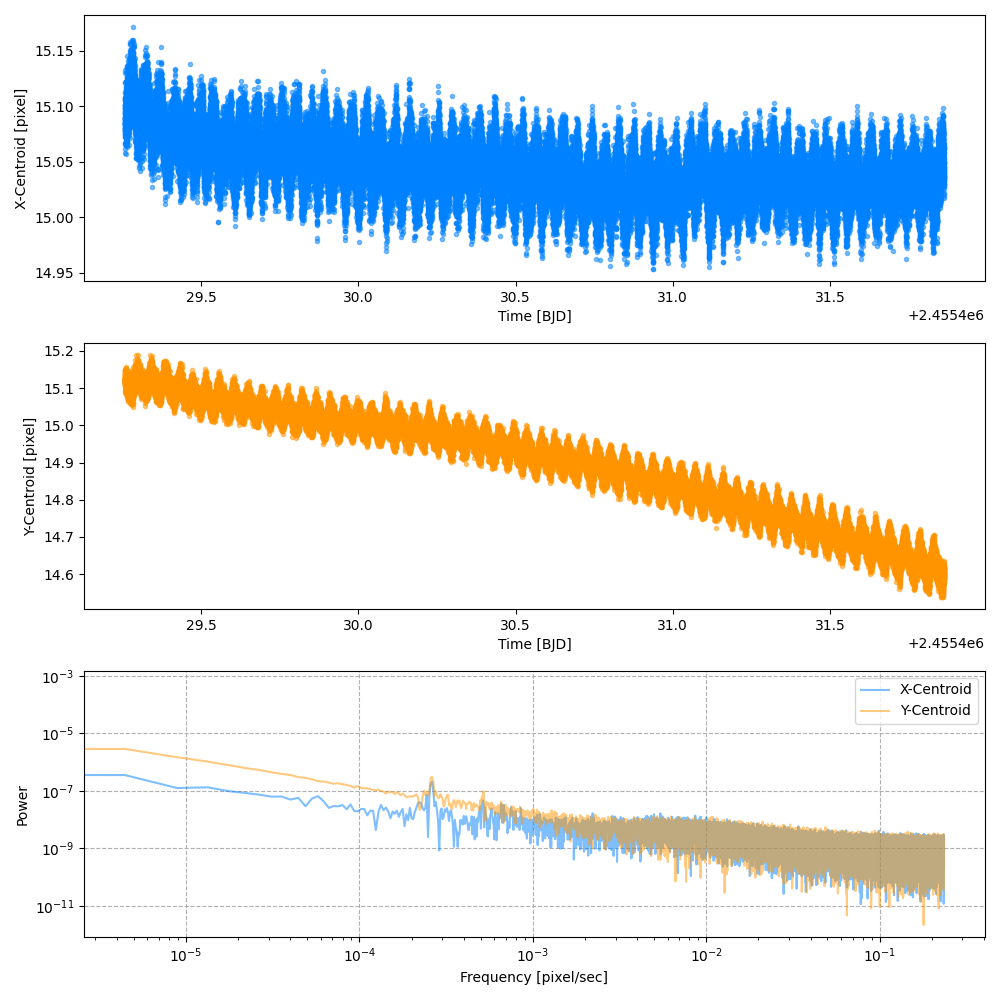 15.15
15.10
15.05
15.00
14.95
X-Centroid [pixel]
29.5 30.0 30.5 31.0 31.5
Time [BJD]
+2.4554e6
15.2
15.1
15.0
14.9
14.8
14.7
14.6
Y-Centroid [pixel]
29.5 30.0 30.5 31.0 31.5
Time [BJD]
+2.4554e6
10⁻³
10⁻⁵
10⁻⁷
10⁻⁹
10⁻¹¹
Power
X-Centroid
Y-Centroid
10⁻⁵ 10⁻⁴ 10⁻³ 10⁻² 10⁻¹
Frequency [pixel/sec]